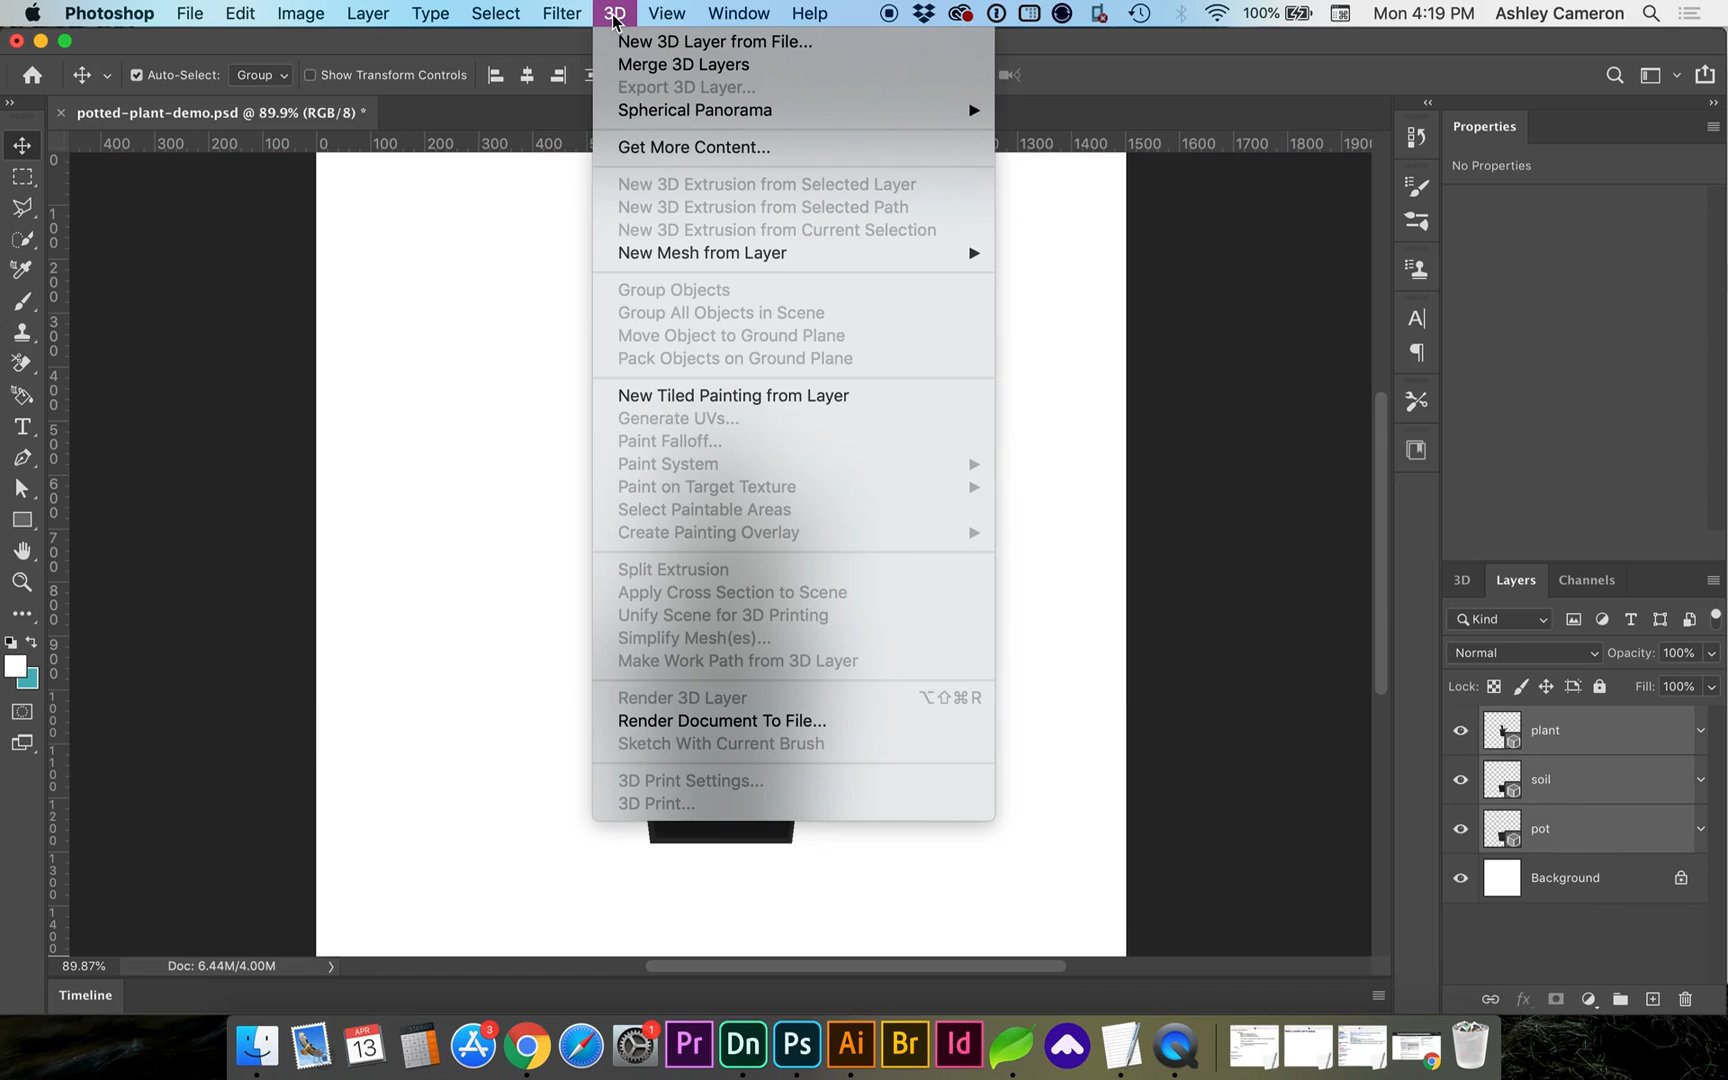 Photoshop File Edit Image Layer Type Select Filter 3D View Window Help 100% Mon 4:19 PM Ashley Cameron
Auto-Select: Group Show Transform Controls
potted-plant-demo.psd @ 89.9% (RGB/8) *
400 300 200 100 0 100 200 300 400 1000 1100 1200
New 3D Layer from File...
Merge 3D Layers
Export 3D Layer...
Spherical Panorama
Get More Content...
New 3D Extrusion from Selected Layer
New 3D Extrusion from Selected Path
New 3D Extrusion from Current Selection
New Mesh from Layer
Group Objects
Group All Objects in Scene
Move Object to Ground Plane
Pack Objects on Ground Plane
New Tiled Painting from Layer
Generate UVs...
Paint Falloff...
Paint System
Paint on Target Texture
Select Paintable Areas
Create Painting Overlay
Split Extrusion
Apply Cross Section to Scene
Unify Scene for 3D Printing
Simplify Mesh(es)...
Make Work Path from 3D Layer
Render 3D Layer ⌥⇧⌘R
Render Document To File...
Sketch With Current Brush
3D Print Settings...
3D Print...
Properties
No Properties
3D Layers Channels
Kind
Normal Opacity: 100%
Lock: Fill: 100%
plant
soil
pot
Background
89.87% Doc: 6.44M/4.00M
Timeline
APR
13
3
1
Pr Dn Ps Ai Br Id